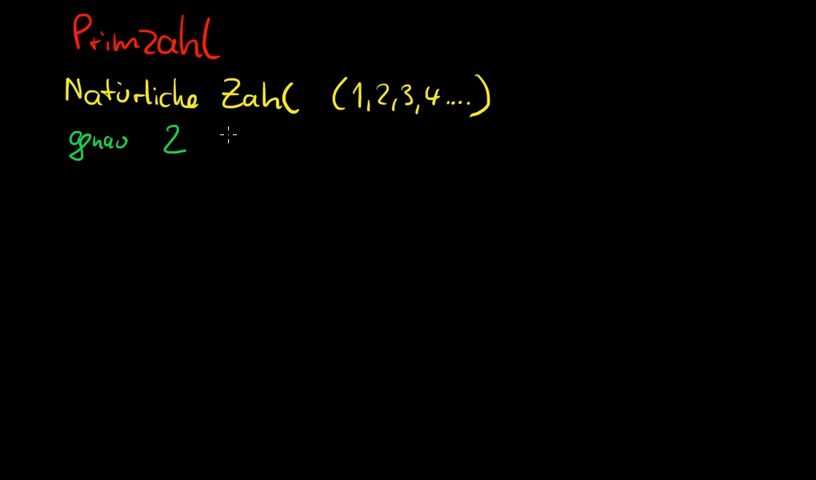 Primzahl
Natürliche Zahl (1,2,3,4....)
genau 2